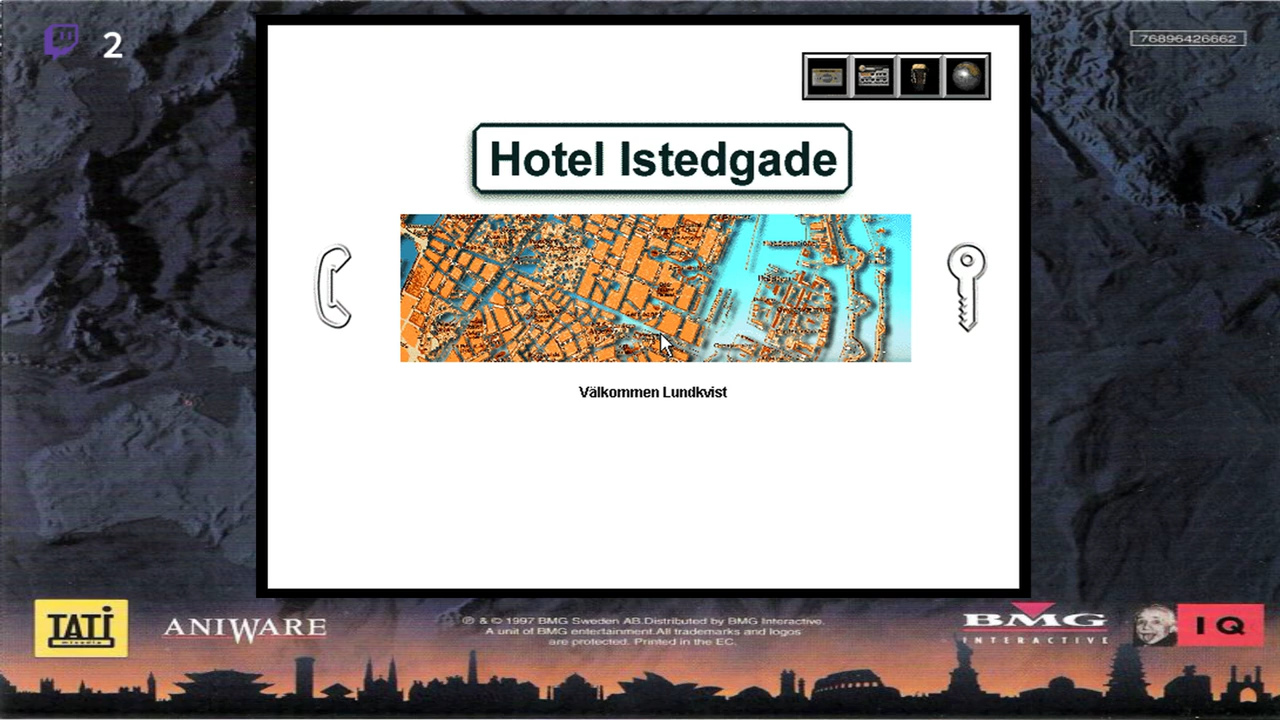 2
76896426662
Hotel Istedgade
Välkommen Lundkvist
TATi
ANIWARE
℗ & © 1997 BMG Sweden AB.Distributed by BMG Interactive.
A unit of BMG entertainment.All trademarks and logos
are protected. Printed in the EC.
BMG
INTERACTIVE
IQ